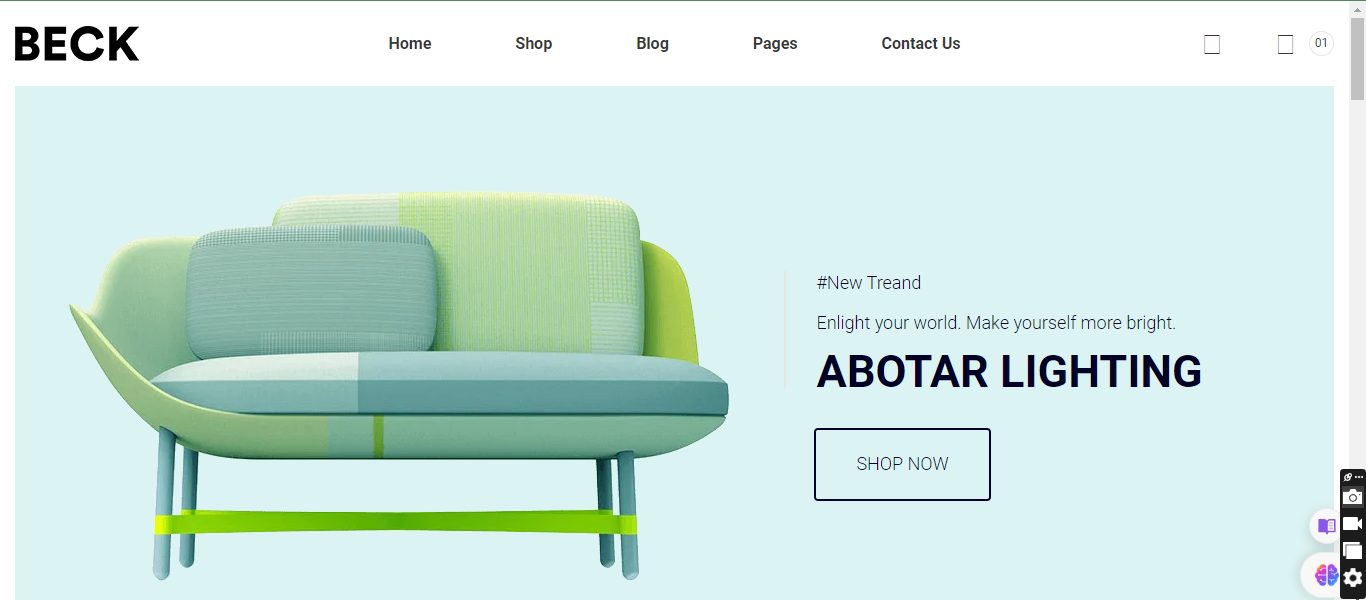 BECK
Home Shop Blog Pages Contact Us 01
#New Treand
Enlight your world. Make yourself more bright.
ABOTAR LIGHTING
SHOP NOW